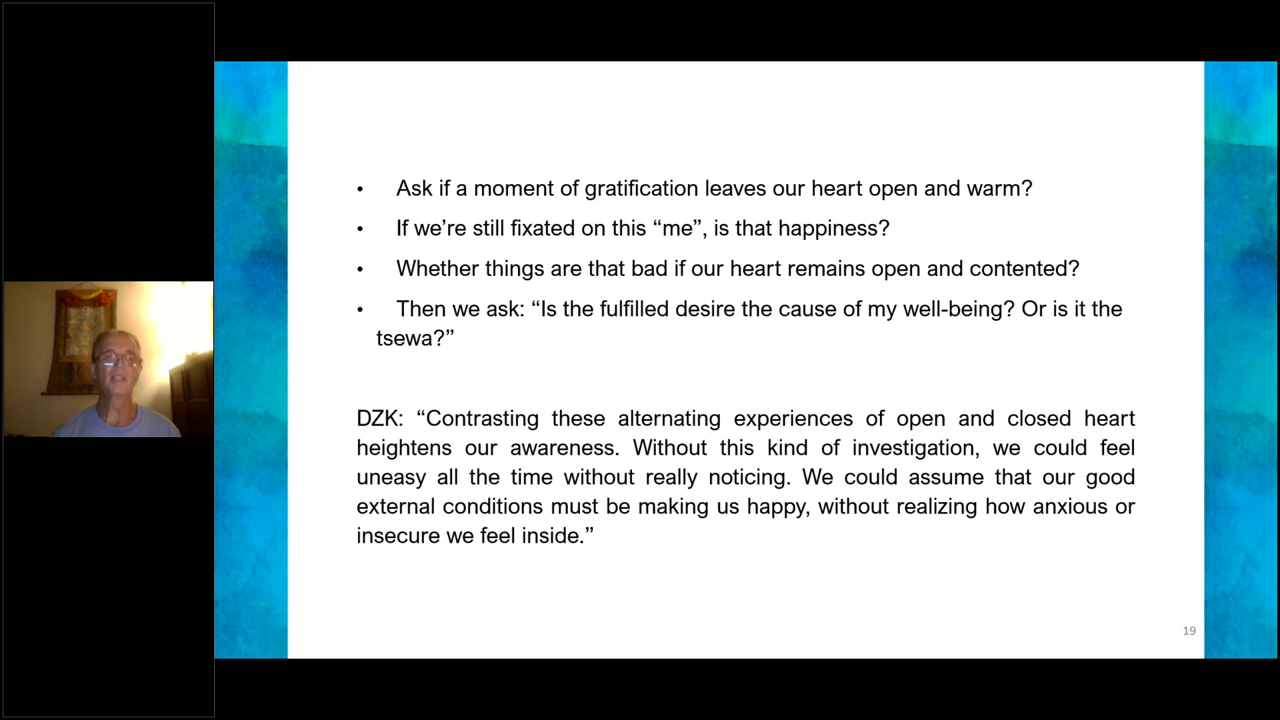 • Ask if a moment of gratification leaves our heart open and warm?
• If we’re still fixated on this “me”, is that happiness?
• Whether things are that bad if our heart remains open and contented?
• Then we ask: “Is the fulfilled desire the cause of my well-being? Or is it the
tsewa?”
DZK: “Contrasting these alternating experiences of open and closed heart
heightens our awareness. Without this kind of investigation, we could feel
uneasy all the time without really noticing. We could assume that our good
external conditions must be making us happy, without realizing how anxious or
insecure we feel inside.”
19